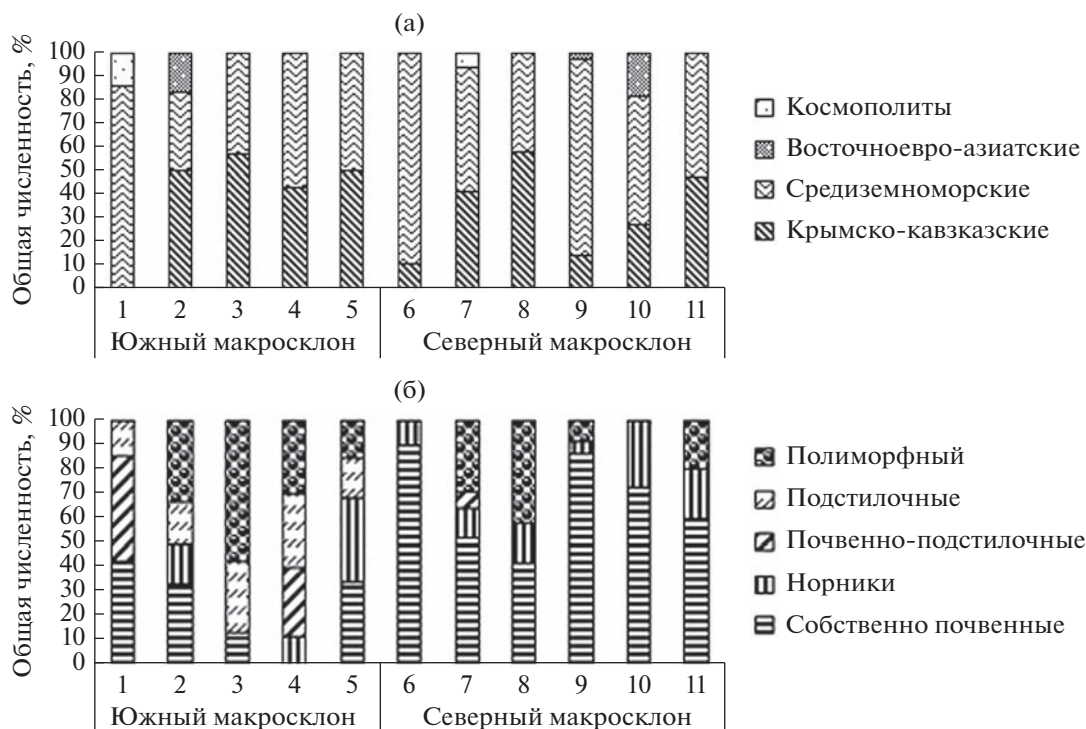 (а)
Общая численность, %
100
90
80
70
60
50
40
30
20
10
0
1 2 3 4 5 6 7 8 9 10 11
Южный макросклон Северный макросклон
Космополиты
Восточноевро-азиатские
Средиземноморские
Крымско-кавзказские
(б)
Общая численность, %
100
90
80
70
60
50
40
30
20
10
0
1 2 3 4 5 6 7 8 9 10 11
Южный макросклон Северный макросклон
Полиморфный
Подстилочные
Почвенно-подстилочные
Норники
Собственно почвенные